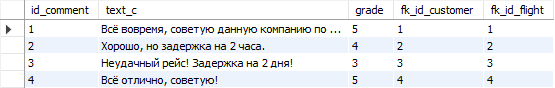 id_comment text_c grade fk_id_customer fk_id_flight
1 Всё вовремя, советую данную компанию по ... 5 1 1
2 Хорошо, но задержка на 2 часа. 4 2 2
3 Неудачный рейс! Задержка на 2 дня! 3 3 3
4 Всё отлично, советую! 5 4 4